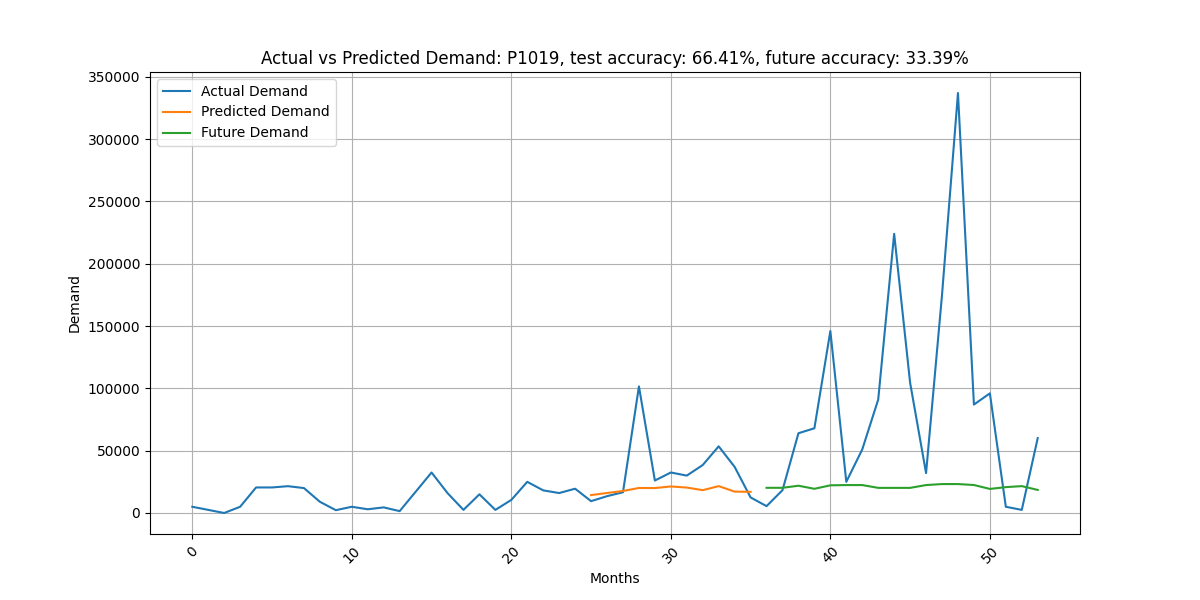 Actual vs Predicted Demand: P1019, test accuracy: 66.41%, future accuracy: 33.39%
350000
300000
250000
200000
150000
100000
50000
0
Actual Demand
Predicted Demand
Future Demand
Demand
0
10
20
30
40
50
Months